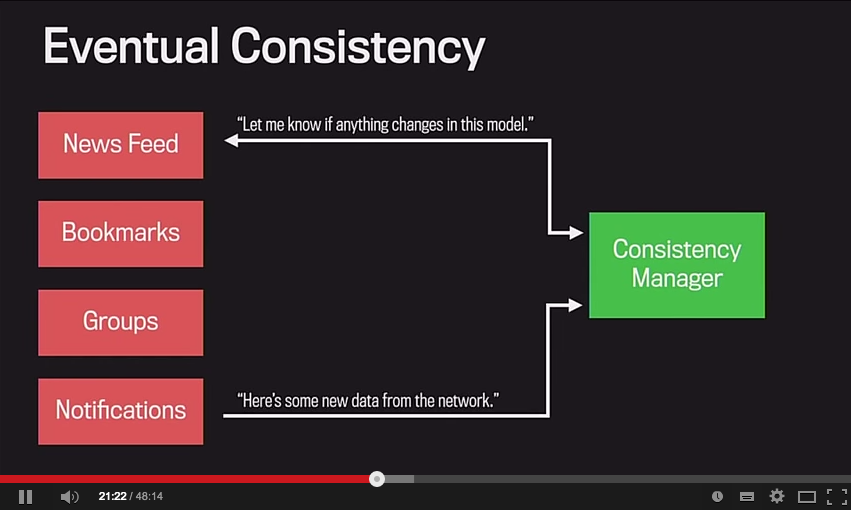 Eventual Consistency
“Let me know if anything changes in this model.”
News Feed
Bookmarks
Consistency
Manager
Groups
“Here’s some new data from the network.”
Notifications
21:22 / 48:14